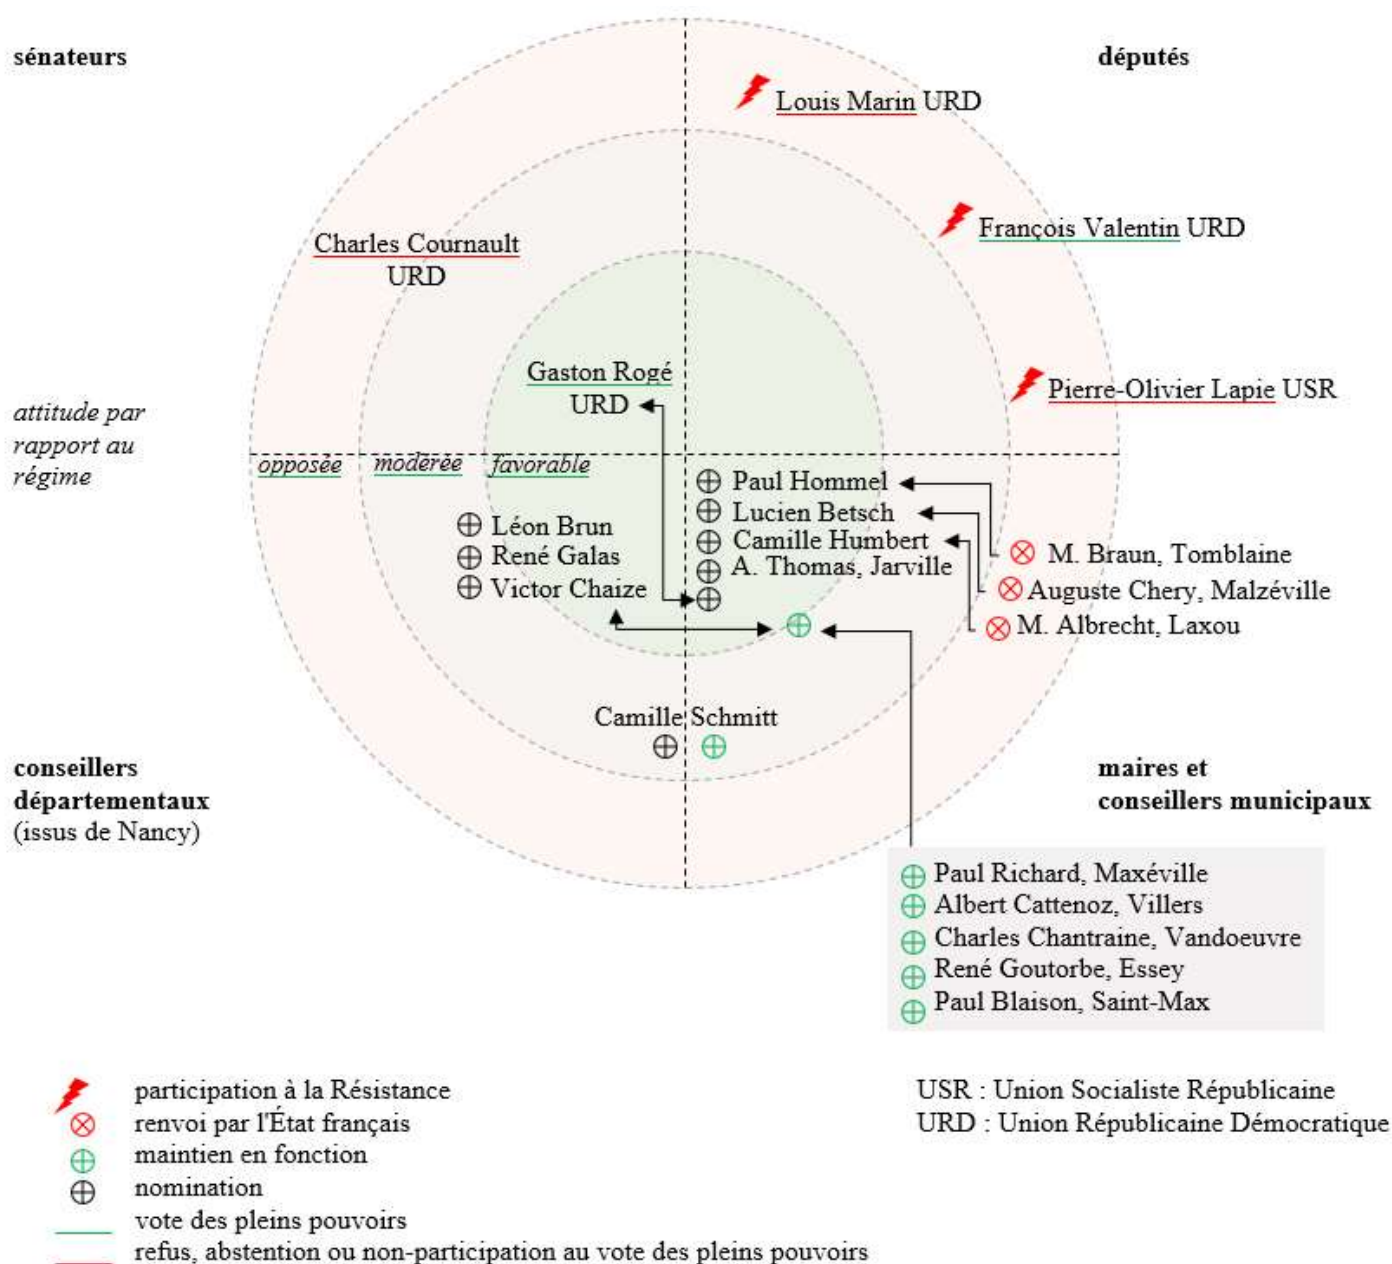 sénateurs
députés
Louis Marin URD
François Valentin URD
Charles Cournault
URD
Gaston Rogé
URD
Pierre-Olivier Lapie USR
attitude par
rapport au
régime
opposée
modérée
favorable
Paul Hommel
Lucien Betsch
Camille Humbert
A. Thomas, Jarville
Léon Brun
René Galas
Victor Chaize
M. Braun, Tomblaine
Auguste Chery, Malzéville
M. Albrecht, Laxou
Camille Schmitt
conseillers
départementaux
(issus de Nancy)
maires et
conseillers municipaux
Paul Richard, Maxéville
Albert Cattenoz, Villers
Charles Chantraine, Vandoeuvre
René Goutorbe, Essey
Paul Blaison, Saint-Max
participation à la Résistance
renvoi par l'État français
maintien en fonction
nomination
vote des pleins pouvoirs
refus, abstention ou non-participation au vote des pleins pouvoirs
USR : Union Socialiste Républicaine
URD : Union Républicaine Démocratique